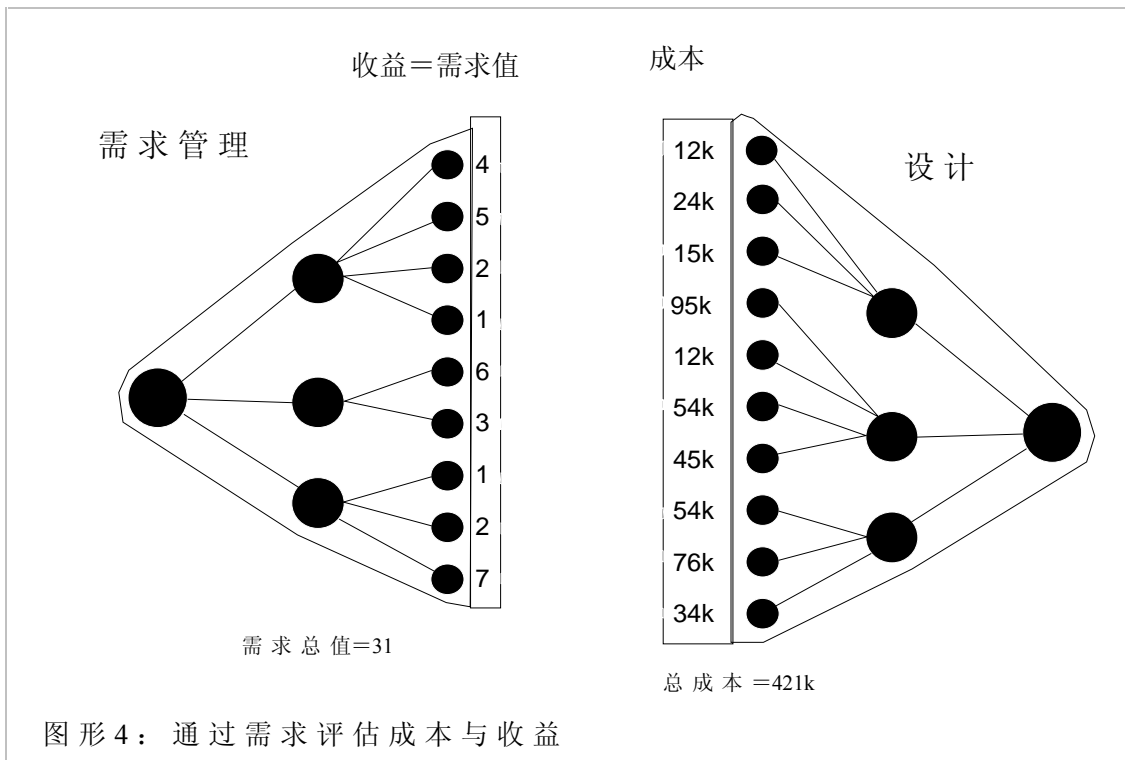 收益＝需求值
成本
需求管理
设计
4
5
2
1
6
3
1
2
7
12k
24k
15k
95k
12k
54k
45k
54k
76k
34k
需求总值=31
总成本=421k
图形4：通过需求评估成本与收益